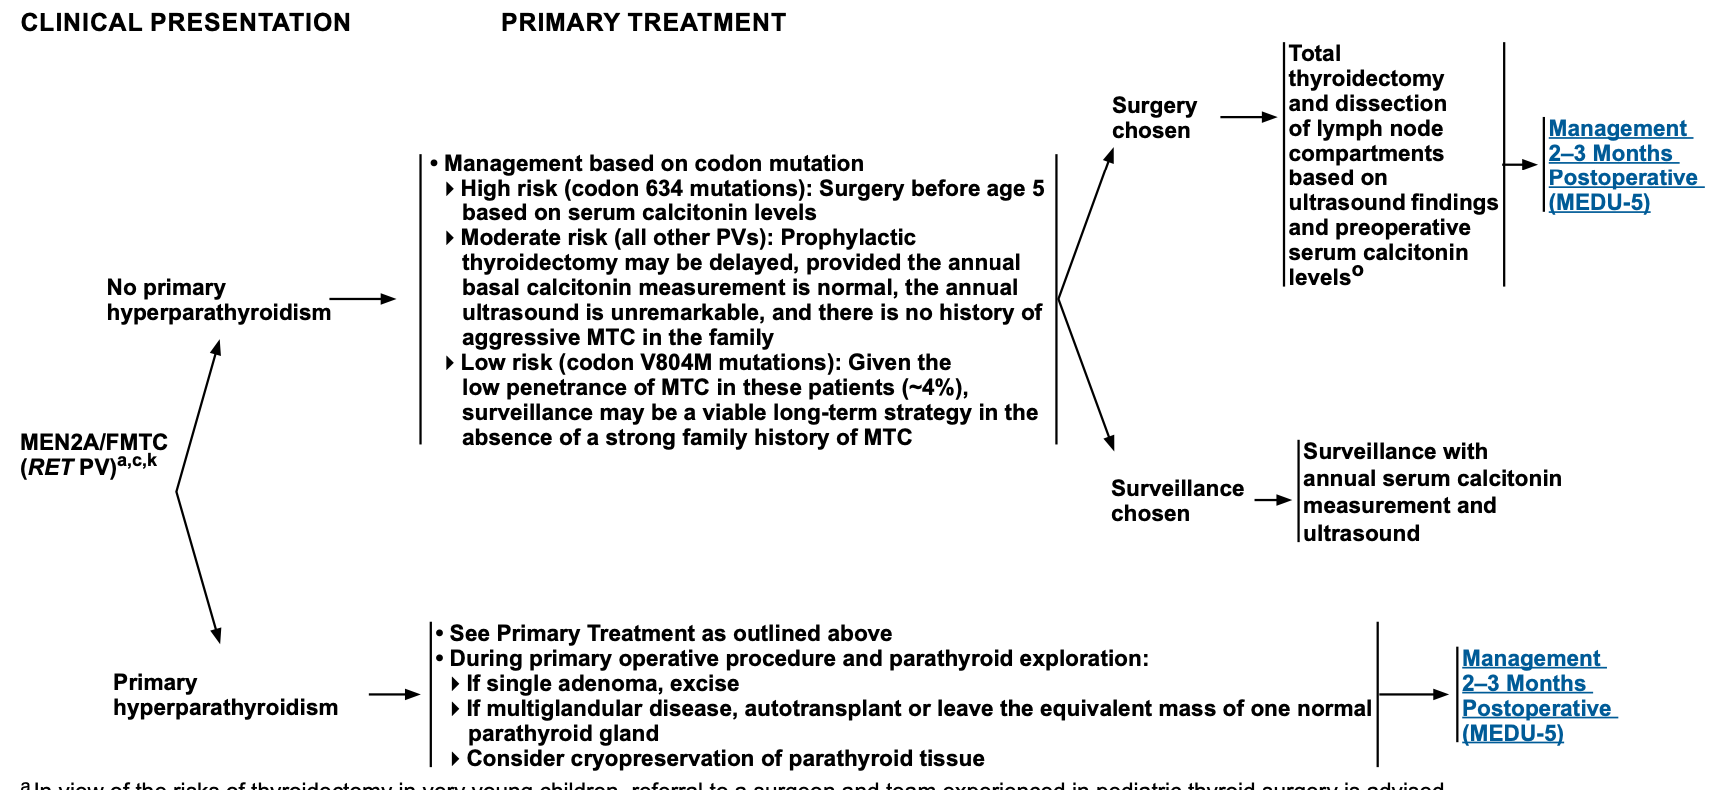 CLINICAL PRESENTATION
PRIMARY TREATMENT
MEN2A/FMTC
(RET PV)a,c,k
No primary
hyperparathyroidism
• Management based on codon mutation
High risk (codon 634 mutations): Surgery before age 5
based on serum calcitonin levels
Moderate risk (all other PVs): Prophylactic
thyroidectomy may be delayed, provided the annual
basal calcitonin measurement is normal, the annual
ultrasound is unremarkable, and there is no history of
aggressive MTC in the family
Low risk (codon V804M mutations): Given the
low penetrance of MTC in these patients (~4%),
surveillance may be a viable long-term strategy in the
absence of a strong family history of MTC
Surgery
chosen
Total
thyroidectomy
and dissection
of lymph node
compartments
based on
ultrasound findings
and preoperative
serum calcitonin
levelso
Management
2–3 Months
Postoperative
(MEDU-5)
Surveillance
chosen
Surveillance with
annual serum calcitonin
measurement and
ultrasound
Primary
hyperparathyroidism
• See Primary Treatment as outlined above
• During primary operative procedure and parathyroid exploration:
If single adenoma, excise
If multiglandular disease, autotransplant or leave the equivalent mass of one normal
parathyroid gland
Consider cryopreservation of parathyroid tissue
Management
2–3 Months
Postoperative
(MEDU-5)
a In view of the risks of thyroidectomy in very young children, referral to a surgeon and team experienced in pediatric thyroid surgery is advised